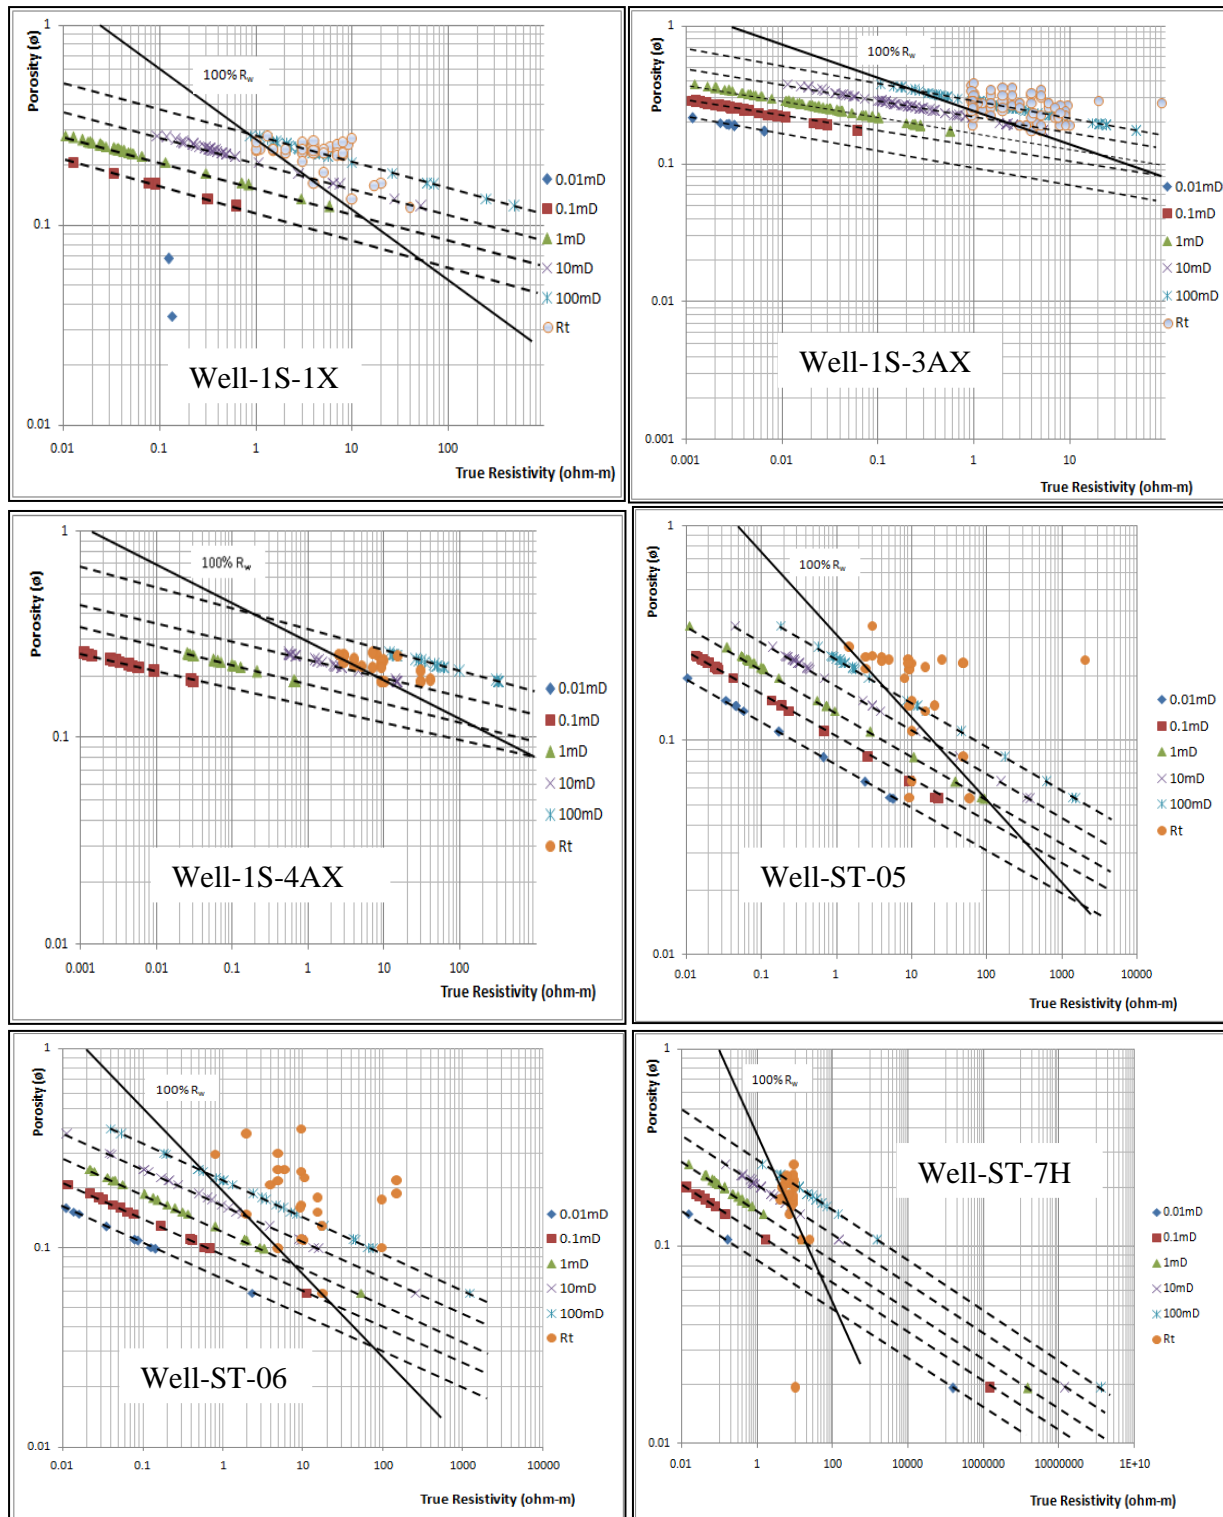 Porosity (ø)
1
0.1
0.01
100% Rw
0.01mD
0.1mD
1mD
10mD
100mD
Rt
Well-1S-1X
0.01 0.1 1 10 100
True Resistivity (ohm-m)
Porosity (ø)
1
0.1
0.01
0.001
100% Rw
0.01mD
0.1mD
1mD
10mD
100mD
Rt
Well-1S-3AX
0.001 0.01 0.1 1 10
True Resistivity (ohm-m)
Porosity (ø)
1
0.1
0.01
100% Rw
0.01mD
0.1mD
1mD
10mD
100mD
Rt
Well-1S-4AX
0.001 0.01 0.1 1 10 100
True Resistivity (ohm-m)
Porosity (ø)
1
0.1
0.01
100% Rw
0.01mD
0.1mD
1mD
10mD
100mD
Rt
Well-ST-05
0.01 0.1 1 10 100 1000 10000
True Resistivity (ohm-m)
Porosity (ø)
1
0.1
0.01
100% Rw
0.01mD
0.1mD
1mD
10mD
100mD
Rt
Well-ST-06
0.01 0.1 1 10 100 1000 10000
True Resistivity (ohm-m)
Porosity (ø)
1
0.1
0.01
100% Rw
Well-ST-7H
0.01mD
0.1mD
1mD
10mD
100mD
Rt
0.01 1 100 10000 1000000 10000000 1E+10
True Resistivity (ohm-m)